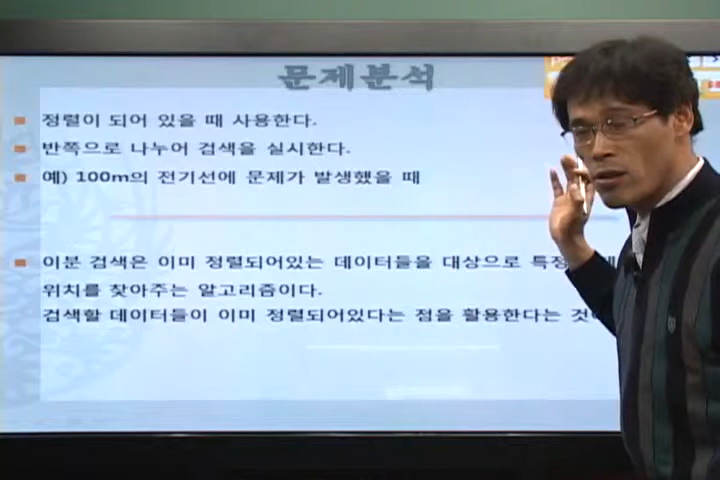 문제분석
정렬이 되어 있을 때 사용한다.
반쪽으로 나누어 검색을 실시한다.
예) 100m의 전기선에 문제가 발생했을 때
이분 검색은 이미 정렬되어있는 데이터들을 대상으로 특정
위치를 찾아주는 알고리즘이다.
검색할 데이터들이 이미 정렬되어있다는 점을 활용한다는